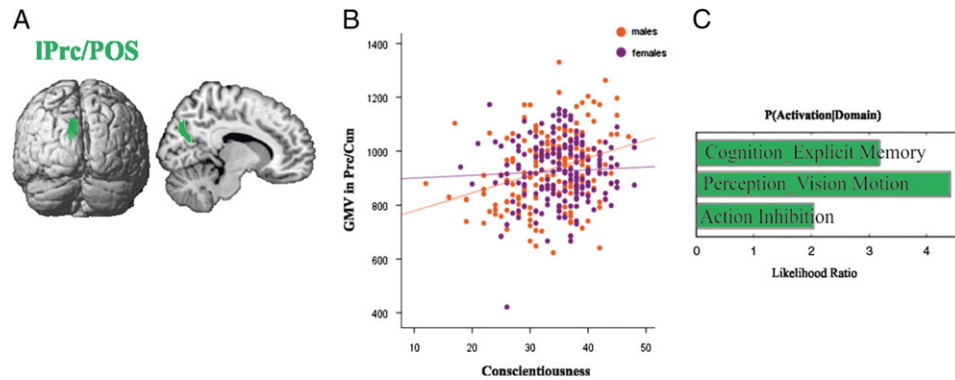 A
lPrc/POS
B
males
females
1400
1200
1000
800
600
400
GMV in Prc/Cun
10 20 30 40 50
Conscientiousness
C
P(Activation|Domain)
Cognition Explicit Memory
Perception Vision Motion
Action Inhibition
0 1 2 3 4
Likelihood Ratio